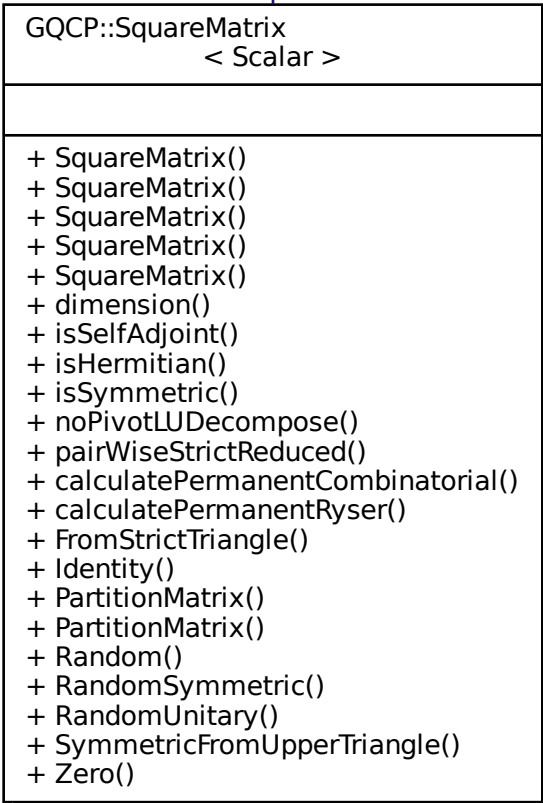 GQCP::SquareMatrix
< Scalar >
+ SquareMatrix()
+ SquareMatrix()
+ SquareMatrix()
+ SquareMatrix()
+ SquareMatrix()
+ dimension()
+ isSelfAdjoint()
+ isHermitian()
+ isSymmetric()
+ noPivotLUDecompose()
+ pairWiseStrictReduced()
+ calculatePermanentCombinatorial()
+ calculatePermanentRyser()
+ FromStrictTriangle()
+ Identity()
+ PartitionMatrix()
+ PartitionMatrix()
+ Random()
+ RandomSymmetric()
+ RandomUnitary()
+ SymmetricFromUpperTriangle()
+ Zero()